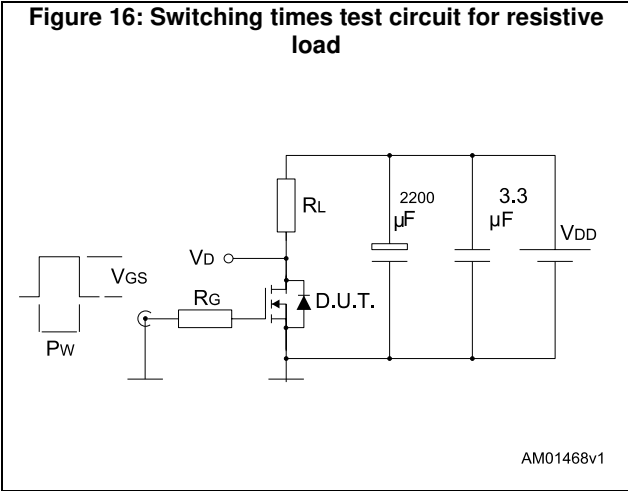 Figure 16: Switching times test circuit for resistive
load
2200
μF
3.3
μF
RL
VDD
VD
VGS
RG
D.U.T.
PW
AM01468v1